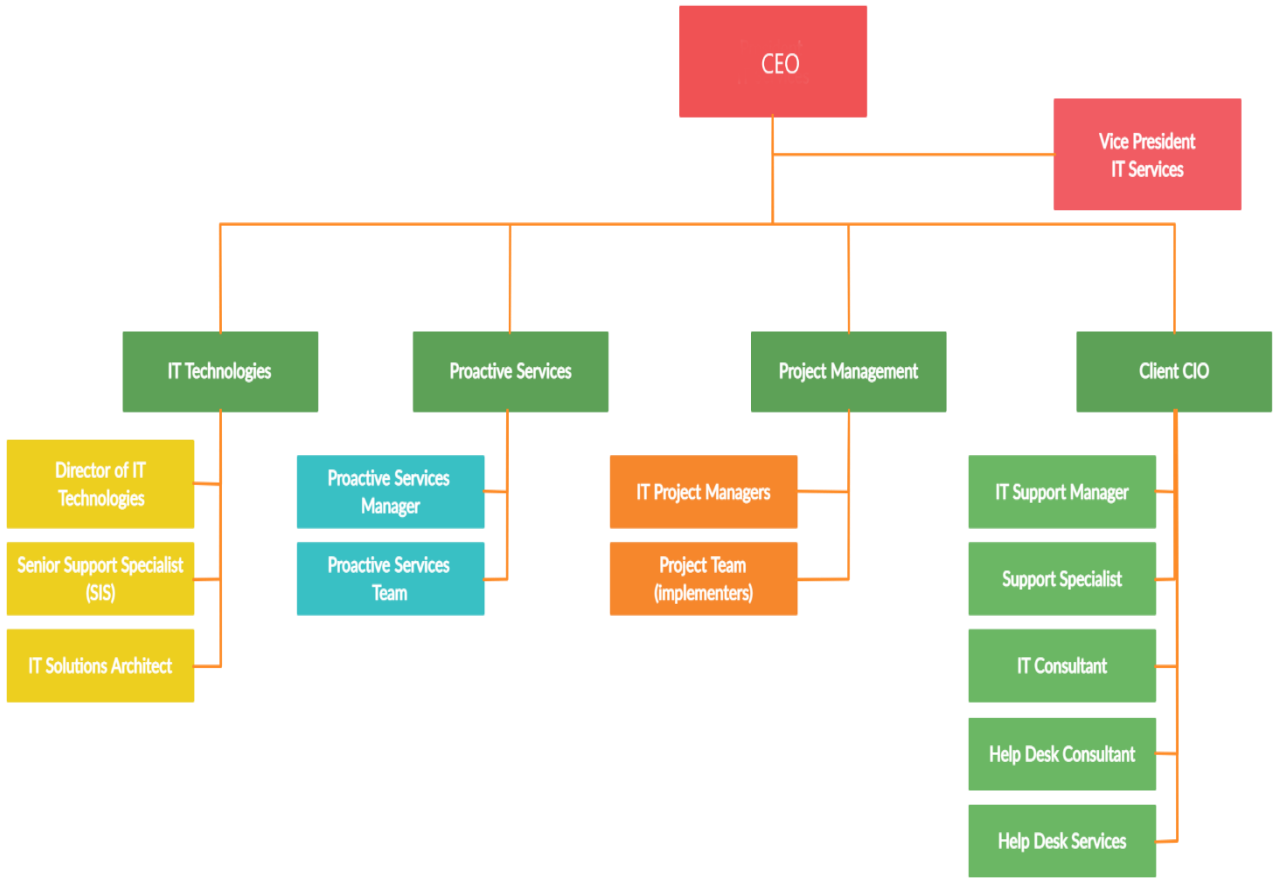 CEO
Vice President
IT Services
IT Technologies
Proactive Services
Project Management
Client CIO
Director of IT
Technologies
Senior Support Specialist
(SIS)
IT Solutions Architect
Proactive Services
Manager
Proactive Services
Team
IT Project Managers
Project Team
(implementers)
IT Support Manager
Support Specialist
IT Consultant
Help Desk Consultant
Help Desk Services